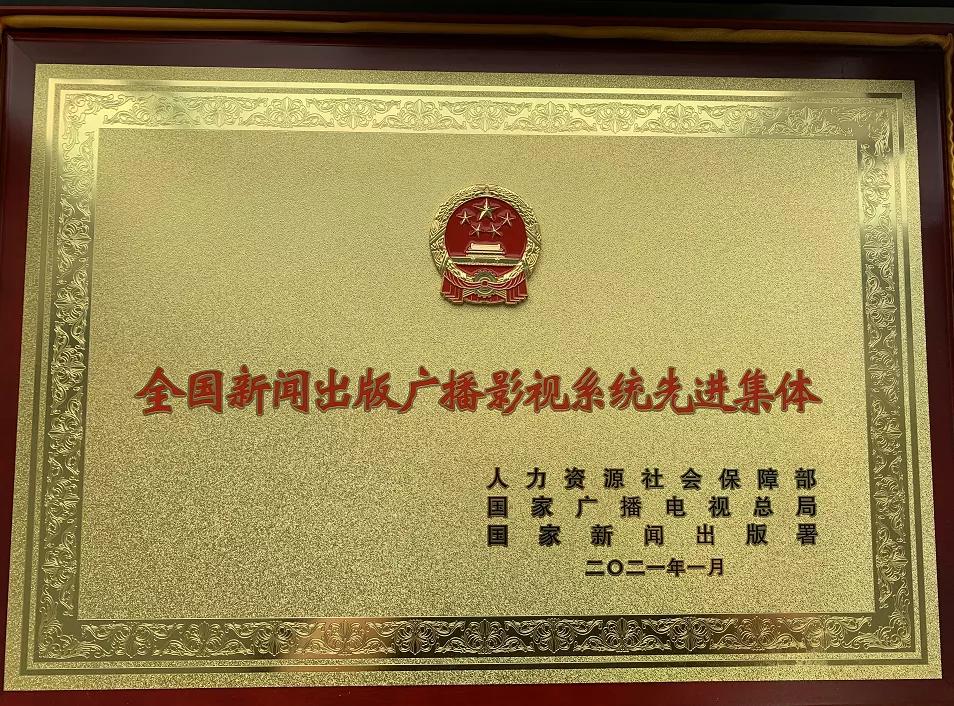 全国新闻出版广播影视系统先进集体
人力资源社会保障部
国家广播电视总局
国家新闻出版署
二〇二一年一月